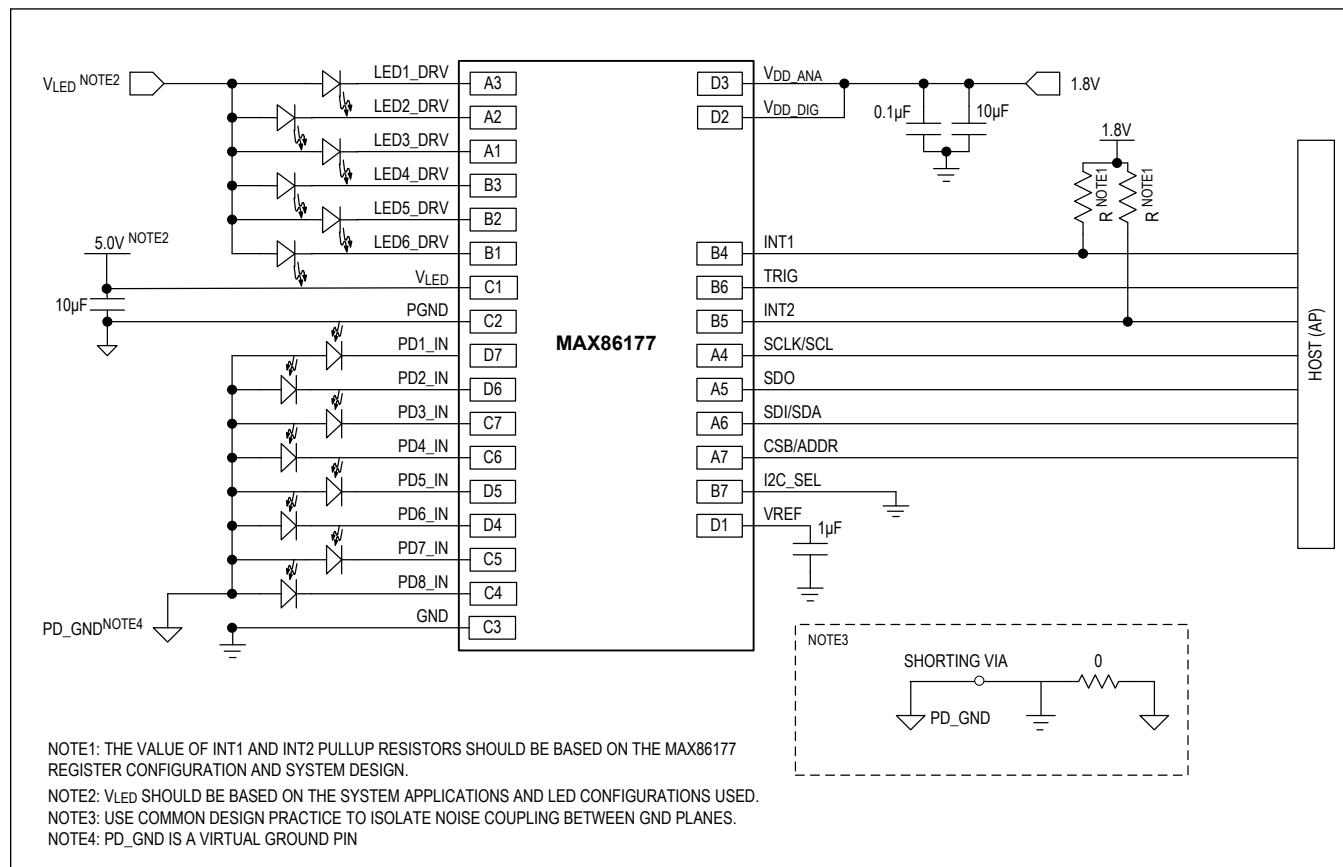 VLED NOTE2
LED1_DRV
A3
LED2_DRV
A2
LED3_DRV
A1
LED4_DRV
B3
LED5_DRV
B2
LED6_DRV
B1
5.0V NOTE2
VLED
C1
10µF
PGND
C2
PD1_IN
D7
PD2_IN
D6
PD3_IN
C7
PD4_IN
C6
PD5_IN
D5
PD6_IN
D4
PD7_IN
C5
PD8_IN
C4
PD_GND NOTE4
GND
C3
MAX86177
D3
VDD_ANA
1.8V
D2
VDD_DIG
0.1µF
10µF
1.8V
R NOTE1
R NOTE1
B4
INT1
B6
TRIG
B5
INT2
A4
SCLK/SCL
A5
SDO
A6
SDI/SDA
A7
CSB/ADDR
B7
I2C_SEL
D1
VREF
1µF
HOST (AP)
NOTE3
SHORTING VIA
0
PD_GND
NOTE1: THE VALUE OF INT1 AND INT2 PULLUP RESISTORS SHOULD BE BASED ON THE MAX86177
REGISTER CONFIGURATION AND SYSTEM DESIGN.
NOTE2: VLED SHOULD BE BASED ON THE SYSTEM APPLICATIONS AND LED CONFIGURATIONS USED.
NOTE3: USE COMMON DESIGN PRACTICE TO ISOLATE NOISE COUPLING BETWEEN GND PLANES.
NOTE4: PD_GND IS A VIRTUAL GROUND PIN